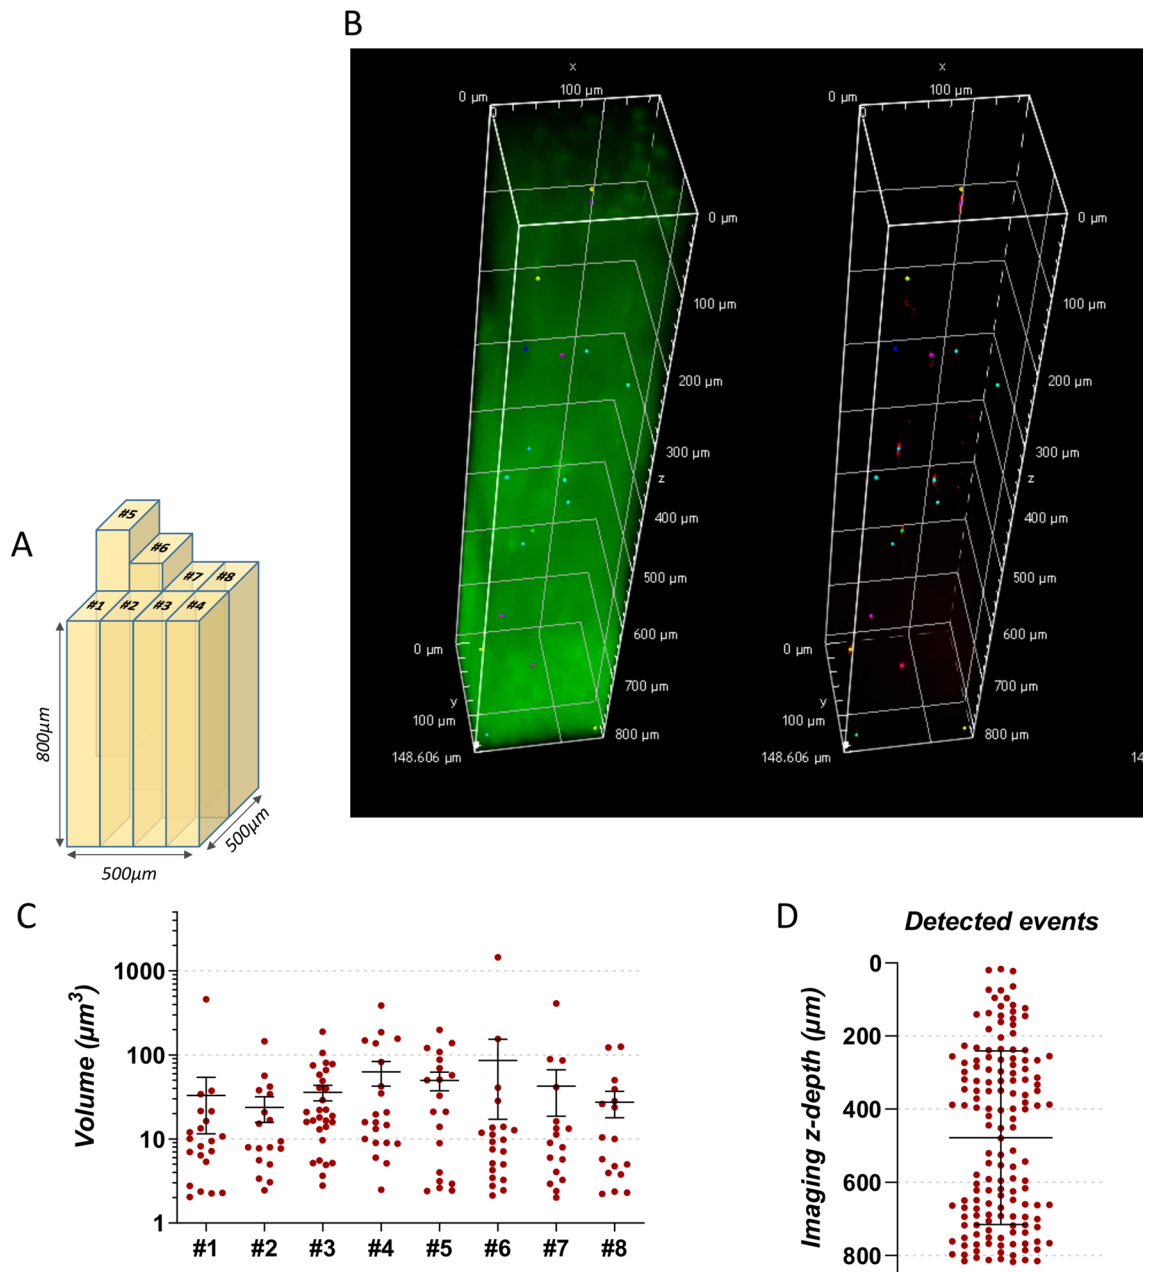 B
x
0 µm
100 µm
0
0 µm
100 µm
200 µm
300 µm
z
400 µm
500 µm
600 µm
700 µm
800 µm
0 µm
y
100 µm
148.606 µm
x
0 µm
100 µm
0
0 µm
100 µm
200 µm
300 µm
z
400 µm
500 µm
600 µm
700 µm
800 µm
0 µm
y
100 µm
148.606 µm
14
A
#5
#6
#7 #8
#1 #2 #3 #4
800µm
500µm
500µm
C
Volume (µm³)
1000
100
10
1
#1 #2 #3 #4 #5 #6 #7 #8
D
Detected events
Imaging z-depth (µm)
0
200
400
600
800